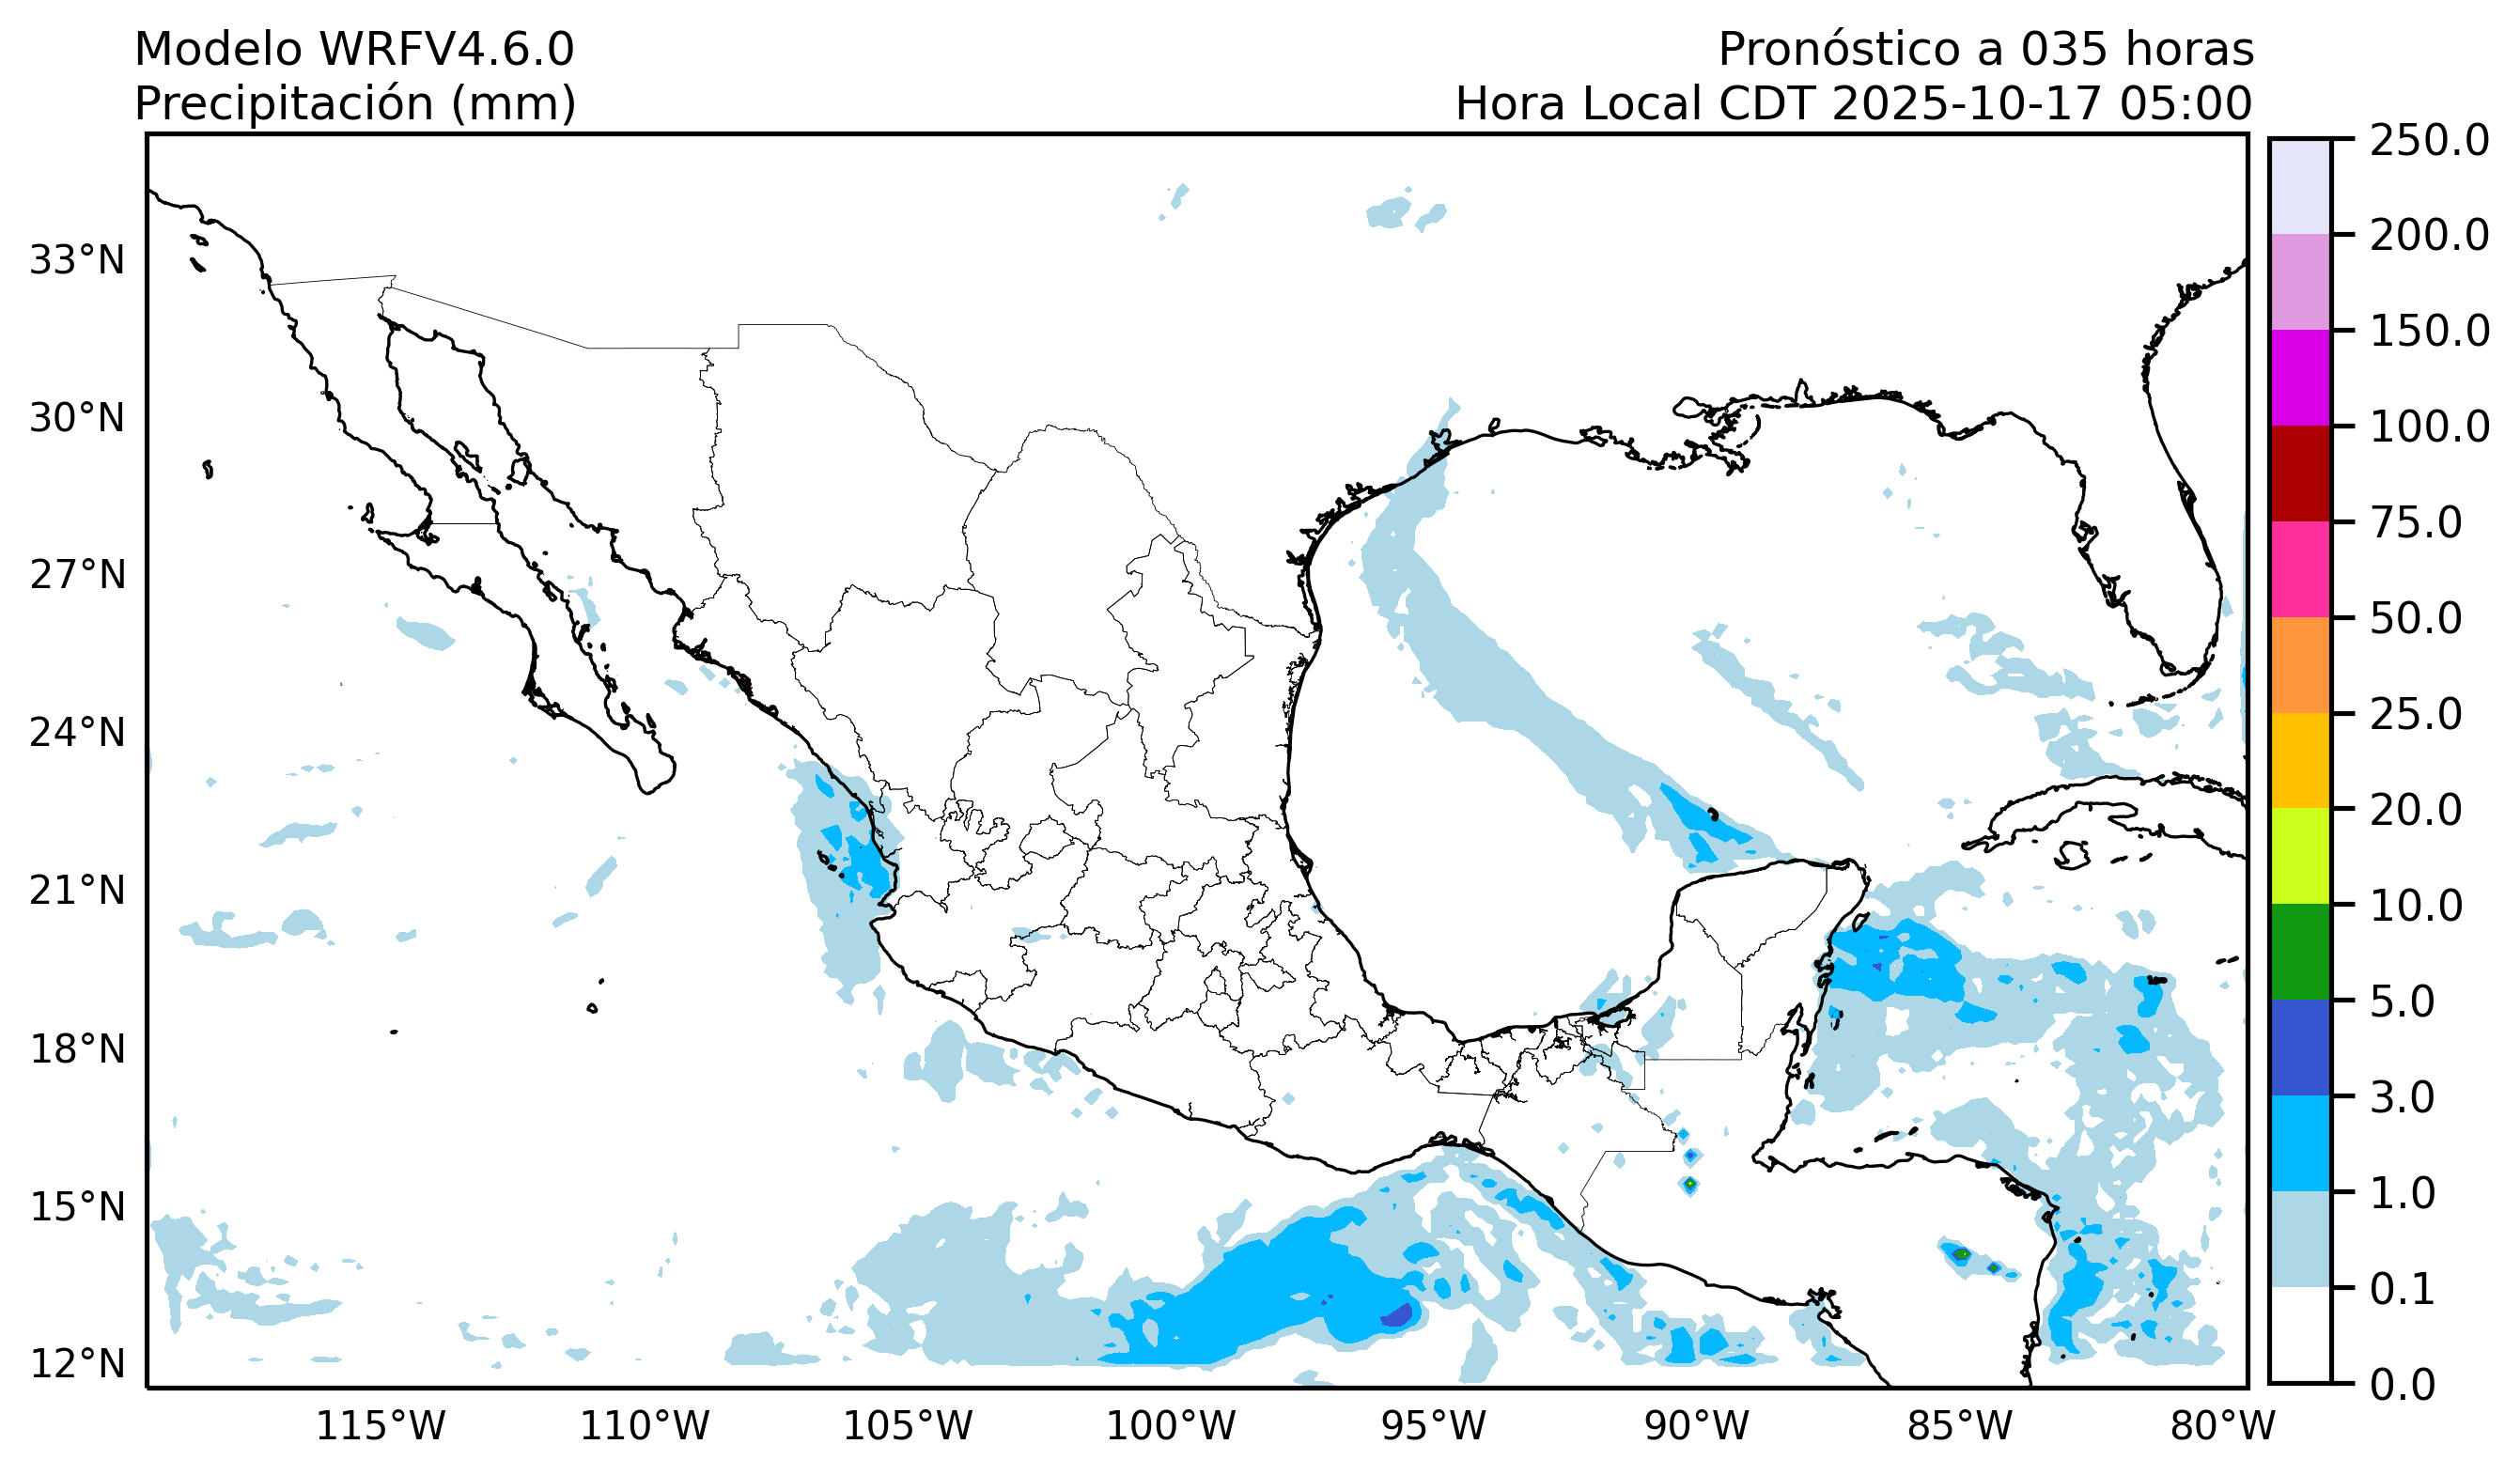 Modelo WRFV4.6.0
Precipitación (mm)
Pronóstico a 035 horas
Hora Local CDT 2025-10-17 05:00
33°N
30°N
27°N
24°N
21°N
18°N
15°N
12°N
115°W
110°W
105°W
100°W
95°W
90°W
85°W
80°W
250.0
200.0
150.0
100.0
75.0
50.0
25.0
20.0
10.0
5.0
3.0
1.0
0.1
0.0